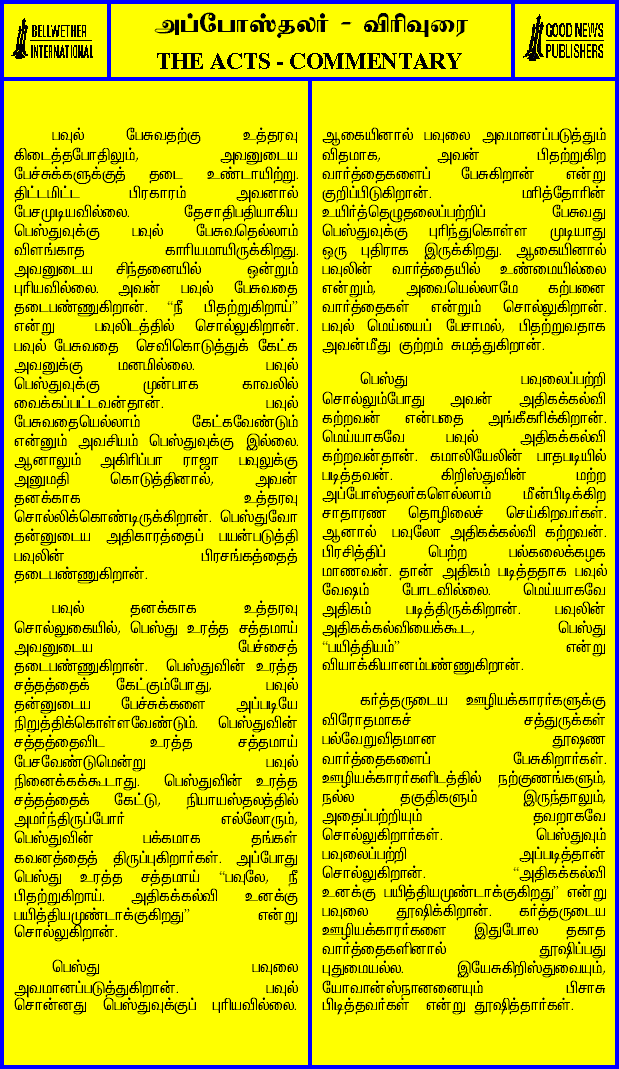 BELLWETHER
INTERNATIONAL
அப்போஸ்தலர் - விரிவுரை
THE ACTS - COMMENTARY
GOOD NEWS
PUBLISHERS
பவுல் பேசுவதற்கு உத்தரவு
கிடைத்தபோதிலும், அவனுடைய
பேச்சுக்களுக்குத் தடை உண்டாயிற்று.
திட்டமிட்ட பிரகாரம் அவனால்
பேசமுடியவில்லை. தேசாதிபதியாகிய
பெஸ்துவுக்கு பவுல் பேசுவதெல்லாம்
விளங்காத காரியமாயிருக்கிறது.
அவனுடைய சிந்தனையில் ஒன்றும்
புரியவில்லை. அவன் பவுல் பேசுவதை
தடைபண்ணுகிறான். “நீ பிதற்றுகிறாய்”
என்று பவுலிடத்தில் சொல்லுகிறான்.
பவுல் பேசுவதை செவிகொடுத்துக் கேட்க
அவனுக்கு மனமில்லை. பவுல்
பெஸ்துவுக்கு முன்பாக காவலில்
வைக்கப்பட்டவன்தான். பவுல்
பேசுவதையெல்லாம் கேட்கவேண்டும்
என்னும் அவசியம் பெஸ்துவுக்கு இல்லை.
ஆனாலும் அகிரிப்பா ராஜா பவுலுக்கு
அனுமதி கொடுத்தினால், அவன்
தனக்காக உத்தரவு
சொல்லிக்கொண்டிருக்கிறான். பெஸ்துவோ
தன்னுடைய அதிகாரத்தைப் பயன்படுத்தி
பவுலின் பிரசங்கத்தைத்
தடைபண்ணுகிறான்.
பவுல் தனக்காக உத்தரவு
சொல்லுகையில், பெஸ்து உரத்த சத்தமாய்
அவனுடைய பேச்சைத்
தடைபண்ணுகிறான். பெஸ்துவின் உரத்த
சத்தத்தைக் கேட்கும்போது, பவுல்
தன்னுடைய பேச்சுக்களை அப்படியே
நிறுத்திக்கொள்ளவேண்டும். பெஸ்துவின்
சத்தத்தைவிட உரத்த சத்தமாய்
பேசவேண்டுமென்று பவுல்
நினைக்கக்கூடாது. பெஸ்துவின் உரத்த
சத்தத்தைக் கேட்டு, நியாயஸ்தலத்தில்
அமர்ந்திருப்போர் எல்லோரும்,
பெஸ்துவின் பக்கமாக தங்கள்
கவனத்தைத் திருப்புகிறார்கள். அப்போது
பெஸ்து உரத்த சத்தமாய் “பவுலே, நீ
பிதற்றுகிறாய். அதிகக்கல்வி உனக்கு
பயித்தியமுண்டாக்குகிறது” என்று
சொல்லுகிறான்.
பெஸ்து பவுலை
அவமானப்படுத்துகிறான். பவுல்
சொன்னது பெஸ்துவுக்குப் புரியவில்லை.
ஆகையினால் பவுலை அவமானப்படுத்தும்
விதமாக, அவன் பிதற்றுகிற
வார்த்தைகளைப் பேசுகிறான் என்று
குறிப்பிடுகிறான். மரித்தோரின்
உயிர்த்தெழுதலைப்பற்றிப் பேசுவது
பெஸ்துவுக்கு புரிந்துகொள்ள முடியாது
ஒரு புதிராக இருக்கிறது. ஆகையினால்
பவுலின் வார்த்தையில் உண்மையில்லை
என்றும், அவையெல்லாமே கற்பனை
வார்த்தைகள் என்றும் சொல்லுகிறான்.
பவுல் மெய்யைப் பேசாமல், பிதற்றுவதாக
அவன்மீது குற்றம் சுமத்துகிறான்.
பெஸ்து பவுலைப்பற்றி
சொல்லும்போது அவன் அதிகக்கல்வி
கற்றவன் என்பதை அங்கீகரிக்கிறான்.
மெய்யாகவே பவுல் அதிகக்கல்வி
கற்றவன்தான். கமாலியேலின் பாதபடியில்
படித்தவன். கிறிஸ்துவின் மற்ற
அப்போஸ்தலர்களெல்லாம் மீன்பிடிக்கிற
சாதாரண தொழிலைச் செய்கிறவர்கள்.
ஆனால் பவுலோ அதிகக்கல்வி கற்றவன்.
பிரசித்திப் பெற்ற பல்கலைக்கழக
மாணவன். தான் அதிகம் படித்ததாக பவுல்
வேஷம் போடவில்லை. மெய்யாகவே
அதிகம் படித்திருக்கிறான். பவுலின்
அதிகக்கல்வியைக்கூட, பெஸ்து
“பயித்தியம்” என்று
வியாக்கியானம்பண்ணுகிறான்.
கர்த்தருடைய ஊழியக்காரர்களுக்கு
விரோதமாகச் சத்துருக்கள்
பல்வேறுவிதமான தூஷண
வார்த்தைகளைப் பேசுகிறார்கள்.
ஊழியக்காரர்களிடத்தில் நற்குணங்களும்,
நல்ல தகுதிகளும் இருந்தாலும்,
அதைப்பற்றியும் தவறாகவே
சொல்லுகிறார்கள். பெஸ்துவும்
பவுலைப்பற்றி அப்படித்தான்
சொல்லுகிறான். “அதிகக்கல்வி
உனக்கு பயித்தியமுண்டாக்குகிறது” என்று
பவுலை தூஷிக்கிறான். கர்த்தருடைய
ஊழியக்காரர்களை இதுபோல தகாத
வார்த்தைகளினால் தூஷிப்பது
புதுமையல்ல. இயேசுகிறிஸ்துவையும்,
யோவான்ஸ்நானனையும் பிசாசு
பிடித்தவர்கள் என்று தூஷித்தார்கள்.